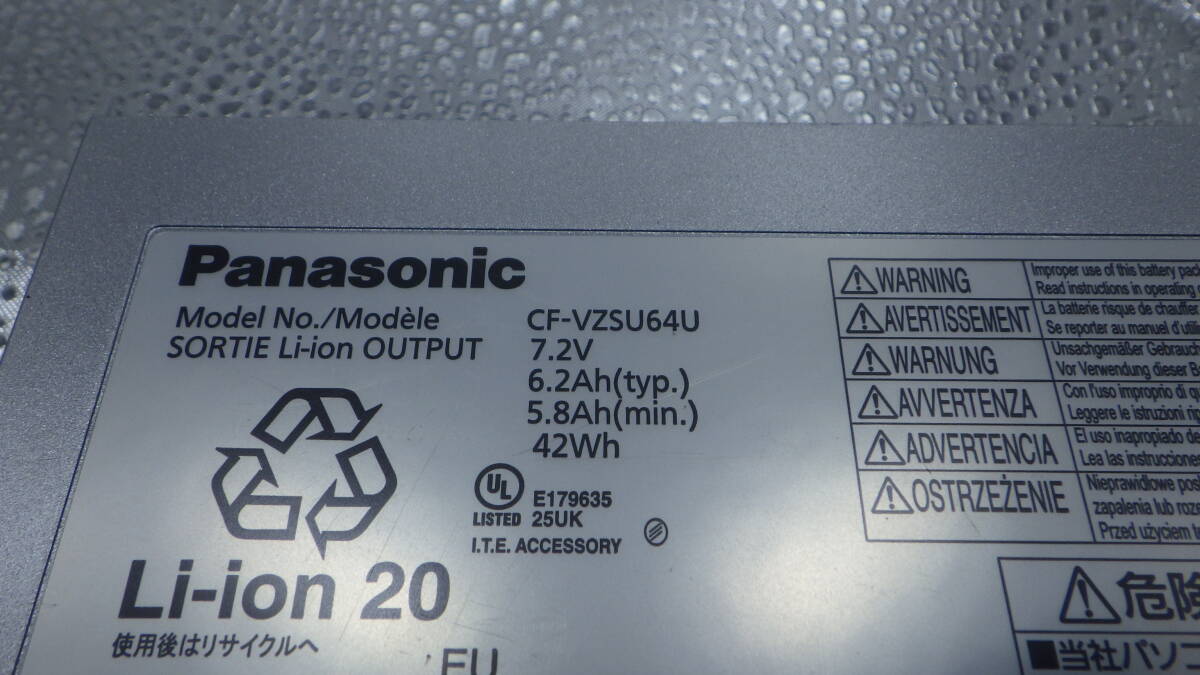 Panasonic
Model No./Modèle CF-VZSU64U
SORTIE Li-ion OUTPUT 7.2V
6.2Ah(typ.)
5.8Ah(min.)
42Wh
UL
LISTED
E179635
25UK
I.T.E. ACCESSORY
Li-ion 20
使用後はリサイクルへ
EU
WARNING
Improper use of this battery pack
Read instructions in operating
AVERTISSEMENT
La batterie risque de chauffer
Se reporter au manuel d'utilis
WARNUNG
Unsachgemäßer Gebrauch
Vor Verwendung dieser
AVVERTENZA
Con l'uso improprio di
Leggere le istruzioni
ADVERTENCIA
El uso inapropiado de
Lea las instrucciones
OSTRZEŻENIE
Nieprawidłowe
zapalenia lub
Przed użyciem
危険
■当社パソコ